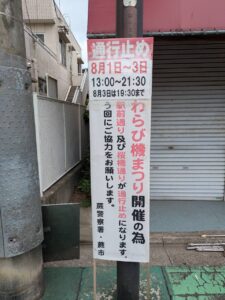 通行止め
8月1日〜3日
13:00〜21:30
8月3日は19:30まで
わらび機まつり開催の為
駅前通り及び桜橋通りが通行止めになります。
う回にご協力をお願いします。
蕨警察署・蕨市